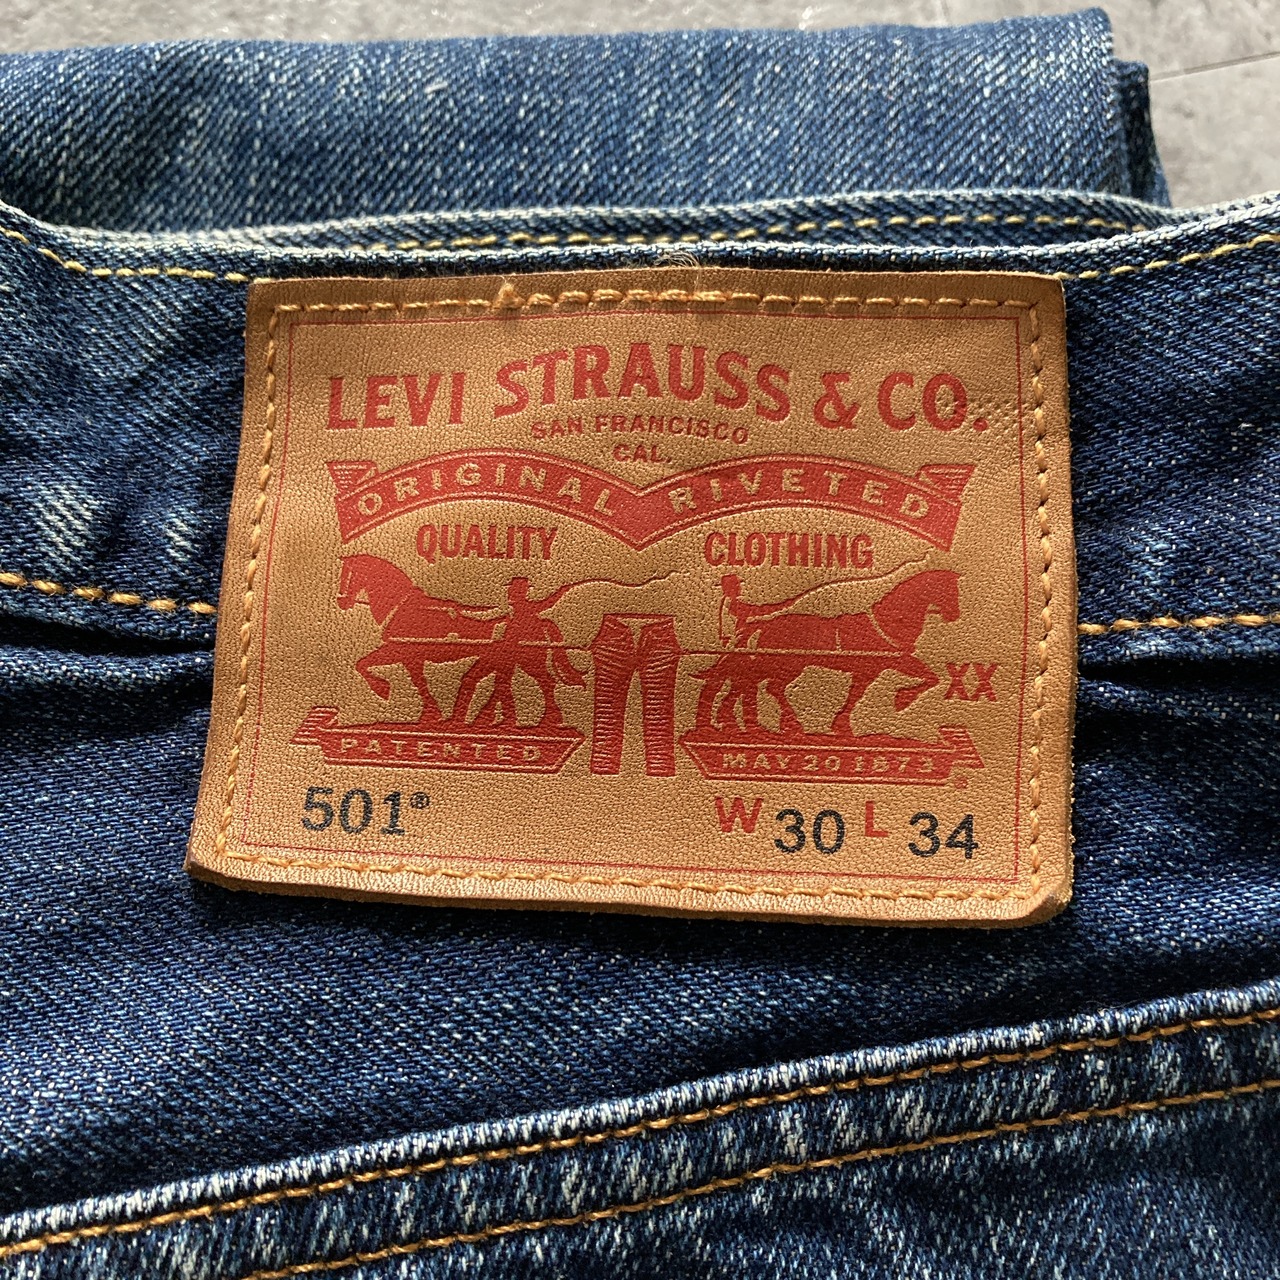 LEVI STRAUSS & CO.
SAN FRANCISCO
CAL.
ORIGINAL RIVETED
QUALITY CLOTHING
XX
PATENTED MAY 20 1873
®
501® W 30 L 34